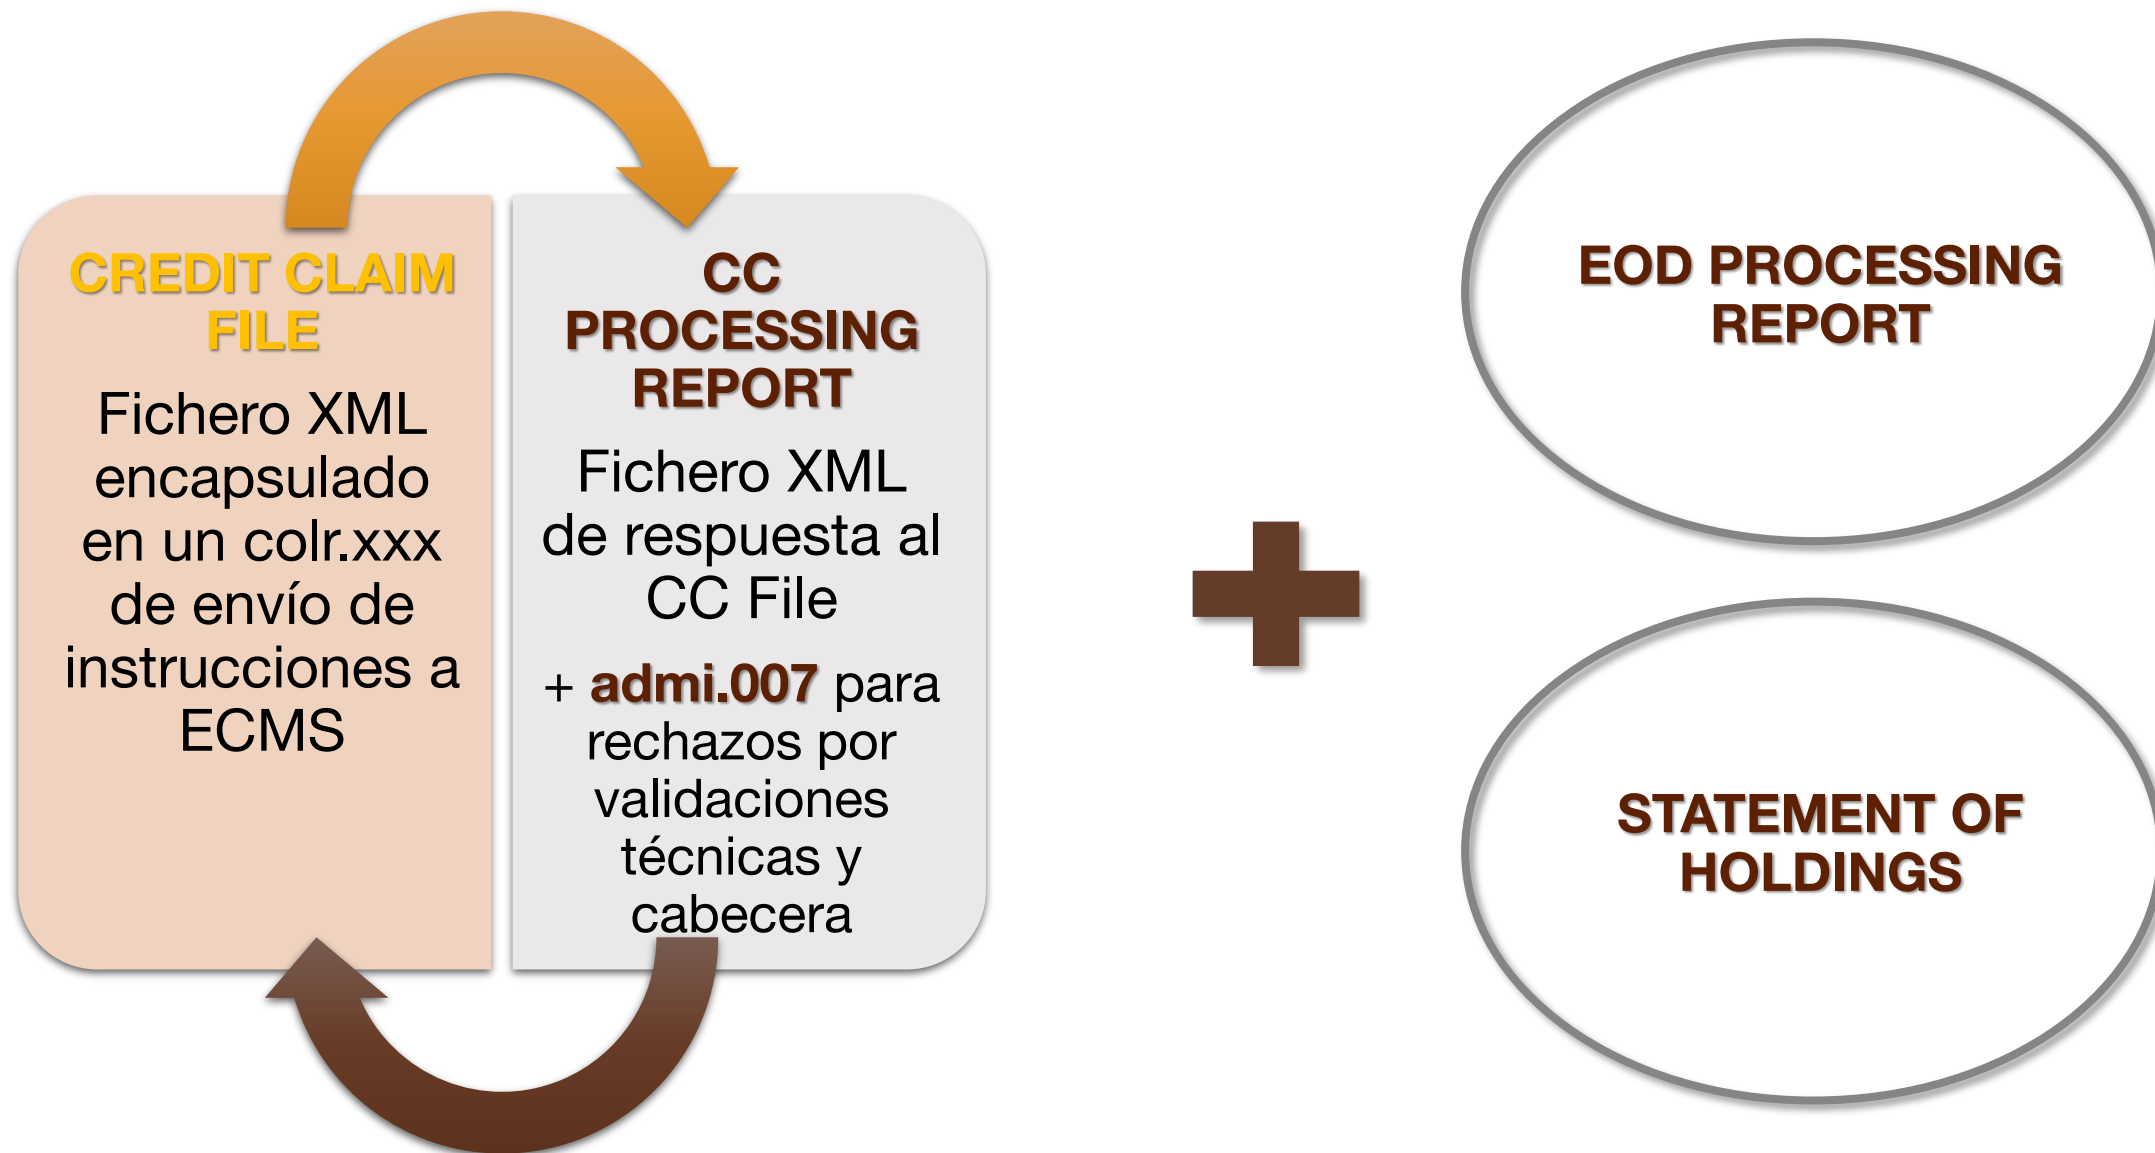 CREDIT CLAIM
FILE
Fichero XML
encapsulado
en un colr.xxx
de envío de
instrucciones a
ECMS
CC
PROCESSING
REPORT
Fichero XML
de respuesta al
CC File
+ admi.007 para
rechazos por
validaciones
técnicas y
cabecera
EOD PROCESSING
REPORT
STATEMENT OF
HOLDINGS